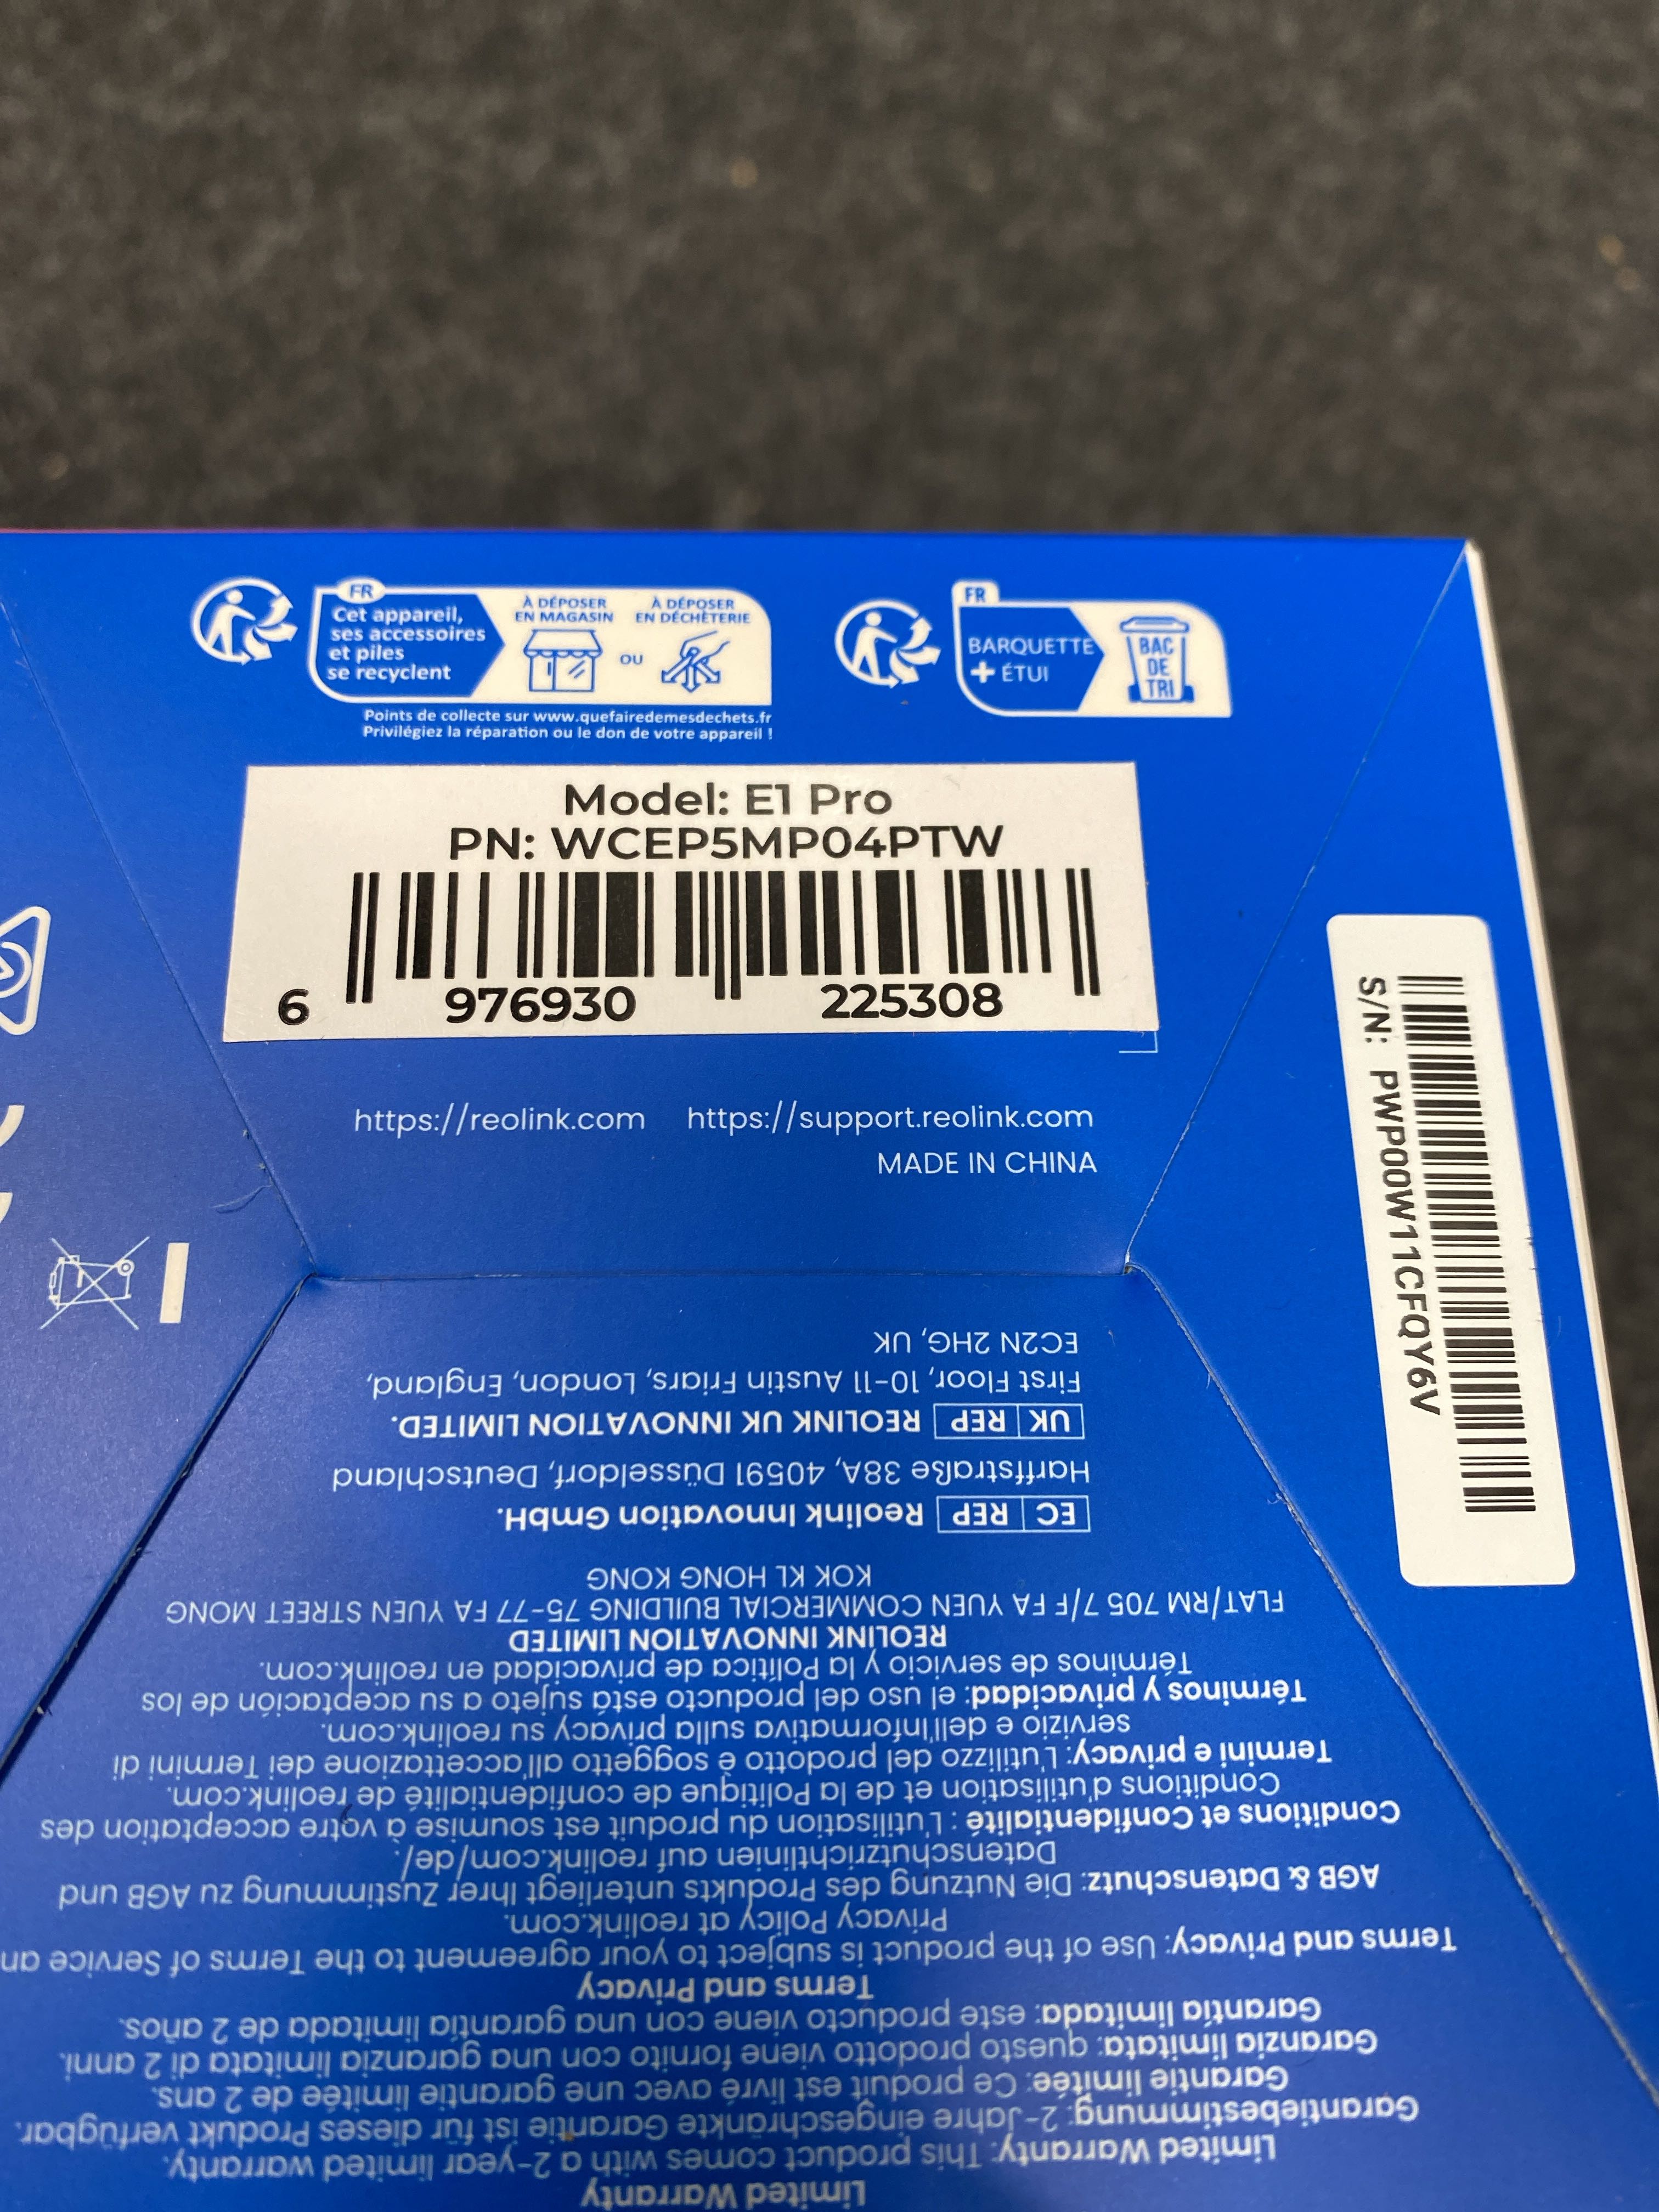 FR
Cet appareil,
ses accessoires
et piles
se recyclent
À DÉPOSER
EN MAGASIN
OU
À DÉPOSER
EN DÉCHÈTERIE
Points de collecte sur www.quefairedemesdechets.fr
Privilégiez la réparation ou le don de votre appareil !
FR
BARQUETTE
+ ÉTUI
BAC
DE
TRI
Model: E1 Pro
PN: WCEP5MP04PTW
6 976930 225308
https://reolink.com https://support.reolink.com
MADE IN CHINA
S/N: PWP00W11CFQY6V
Limited Warranty
Limited Warranty: This product comes with a 2-year limited warranty.
Garantiebestimmung: 2-Jahre eingeschränkte Garantie ist für dieses Produkt verfügbar.
Garantie limitée: Ce produit est livré avec une garantie limitée de 2 ans.
Garanzia limitata: questo prodotto viene fornito con una garanzia limitata di 2 anni.
Garantía limitada: este producto viene con una garantía limitada de 2 años.
Terms and Privacy
Terms and Privacy: Use of the product is subject to your agreement to the Terms of Service an
Privacy Policy at reolink.com.
AGB & Datenschutz: Die Nutzung des Produkts unterliegt Ihrer Zustimmung zu AGB und
Datenschutzrichtlinien auf reolink.com/de/.
Conditions et Confidentialité : L'utilisation du produit est soumise à votre acceptation des
Conditions d'utilisation et de la Politique de confidentialité de reolink.com.
Termini e privacy: L'utilizzo del prodotto è soggetto all'accettazione dei Termini di
servizio e dell'Informativa sulla privacy su reolink.com.
Términos y privacidad: el uso del producto está sujeto a su aceptación de los
Términos de servicio y la Política de privacidad en reolink.com.
REOLINK INNOVATION LIMITED
FLAT/RM 705 7/F FA YUEN COMMERCIAL BUILDING 75-77 FA YUEN STREET MONG
KOK KL HONG KONG
EC REP Reolink Innovation GmbH.
Harffstraße 38A, 40591 Düsseldorf, Deutschland
UK REP REOLINK UK INNOVATION LIMITED.
First Floor, 10-11 Austin Friars, London, England,
EC2N 2HG, UK